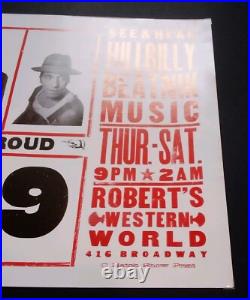 SEE & HEAR
HILLBILLY
BEATNIK
MUSIC
THUR.-SAT.
9PM ★ 2AM
ROBERT'S
WESTERN
WORLD
416 BROADWAY
ROUD
9